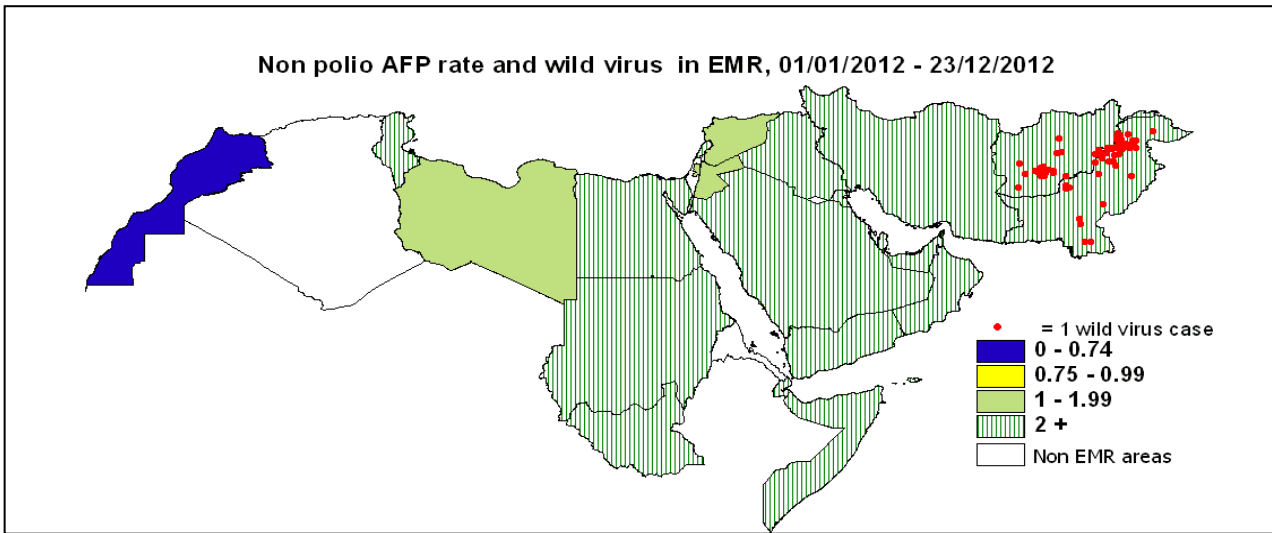 Non polio AFP rate and wild virus in EMR, 01/01/2012 - 23/12/2012
= 1 wild virus case
0 - 0.74
0.75 - 0.99
1 - 1.99
2 +
Non EMR areas